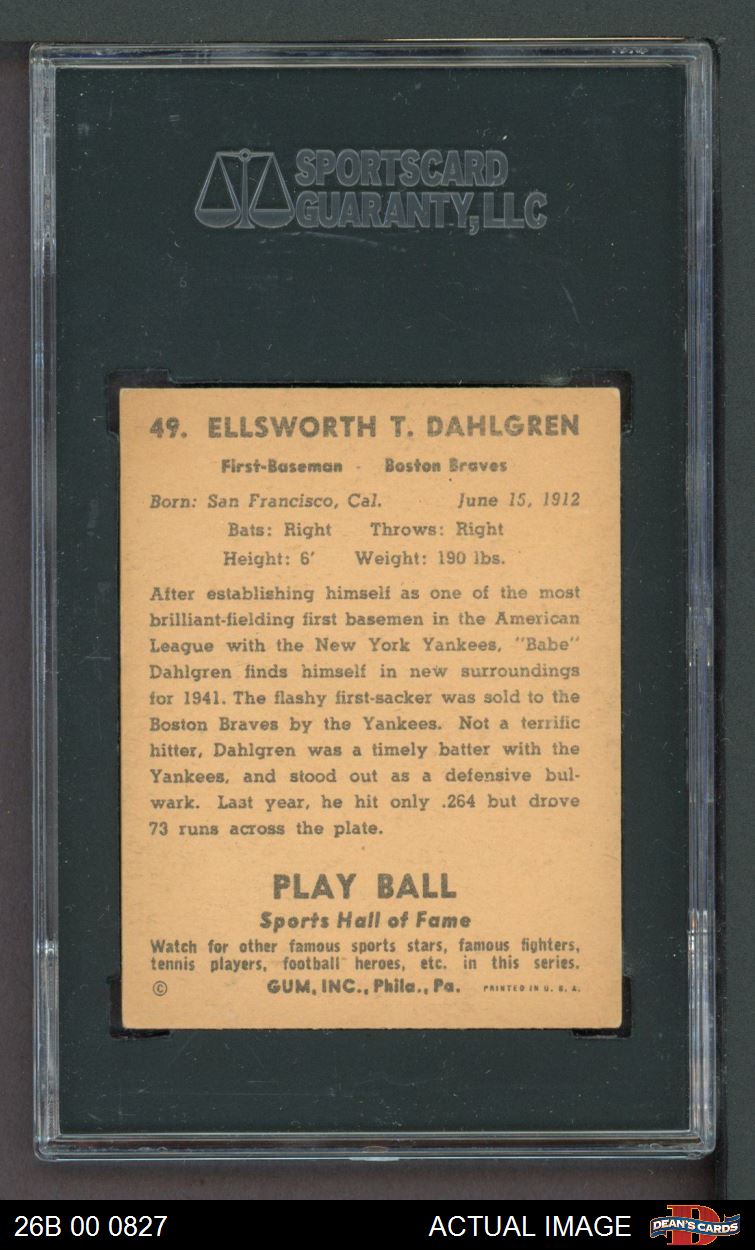 SPORTSCARD
GUARANTY, LLC
49. ELLSWORTH T. DAHLGREN
First-Baseman - Boston Braves
Born: San Francisco, Cal. June 15, 1912
Bats: Right Throws: Right
Height: 6' Weight: 190 lbs.
After establishing himself as one of the most
brilliant-fielding first basemen in the American
League with the New York Yankees, "Babe"
Dahlgren finds himself in new surroundings
for 1941. The flashy first-sacker was sold to the
Boston Braves by the Yankees. Not a terrific
hitter, Dahlgren was a timely batter with the
Yankees, and stood out as a defensive bul-
wark. Last year, he hit only .264 but drove
73 runs across the plate.
PLAY BALL
Sports Hall of Fame
Watch for other famous sports stars, famous fighters,
tennis players, football heroes, etc. in this series.
© GUM, INC., Phila., Pa. PRINTED IN U. S. A.
26B 00 0827 ACTUAL IMAGE D DEAN'S CARDS